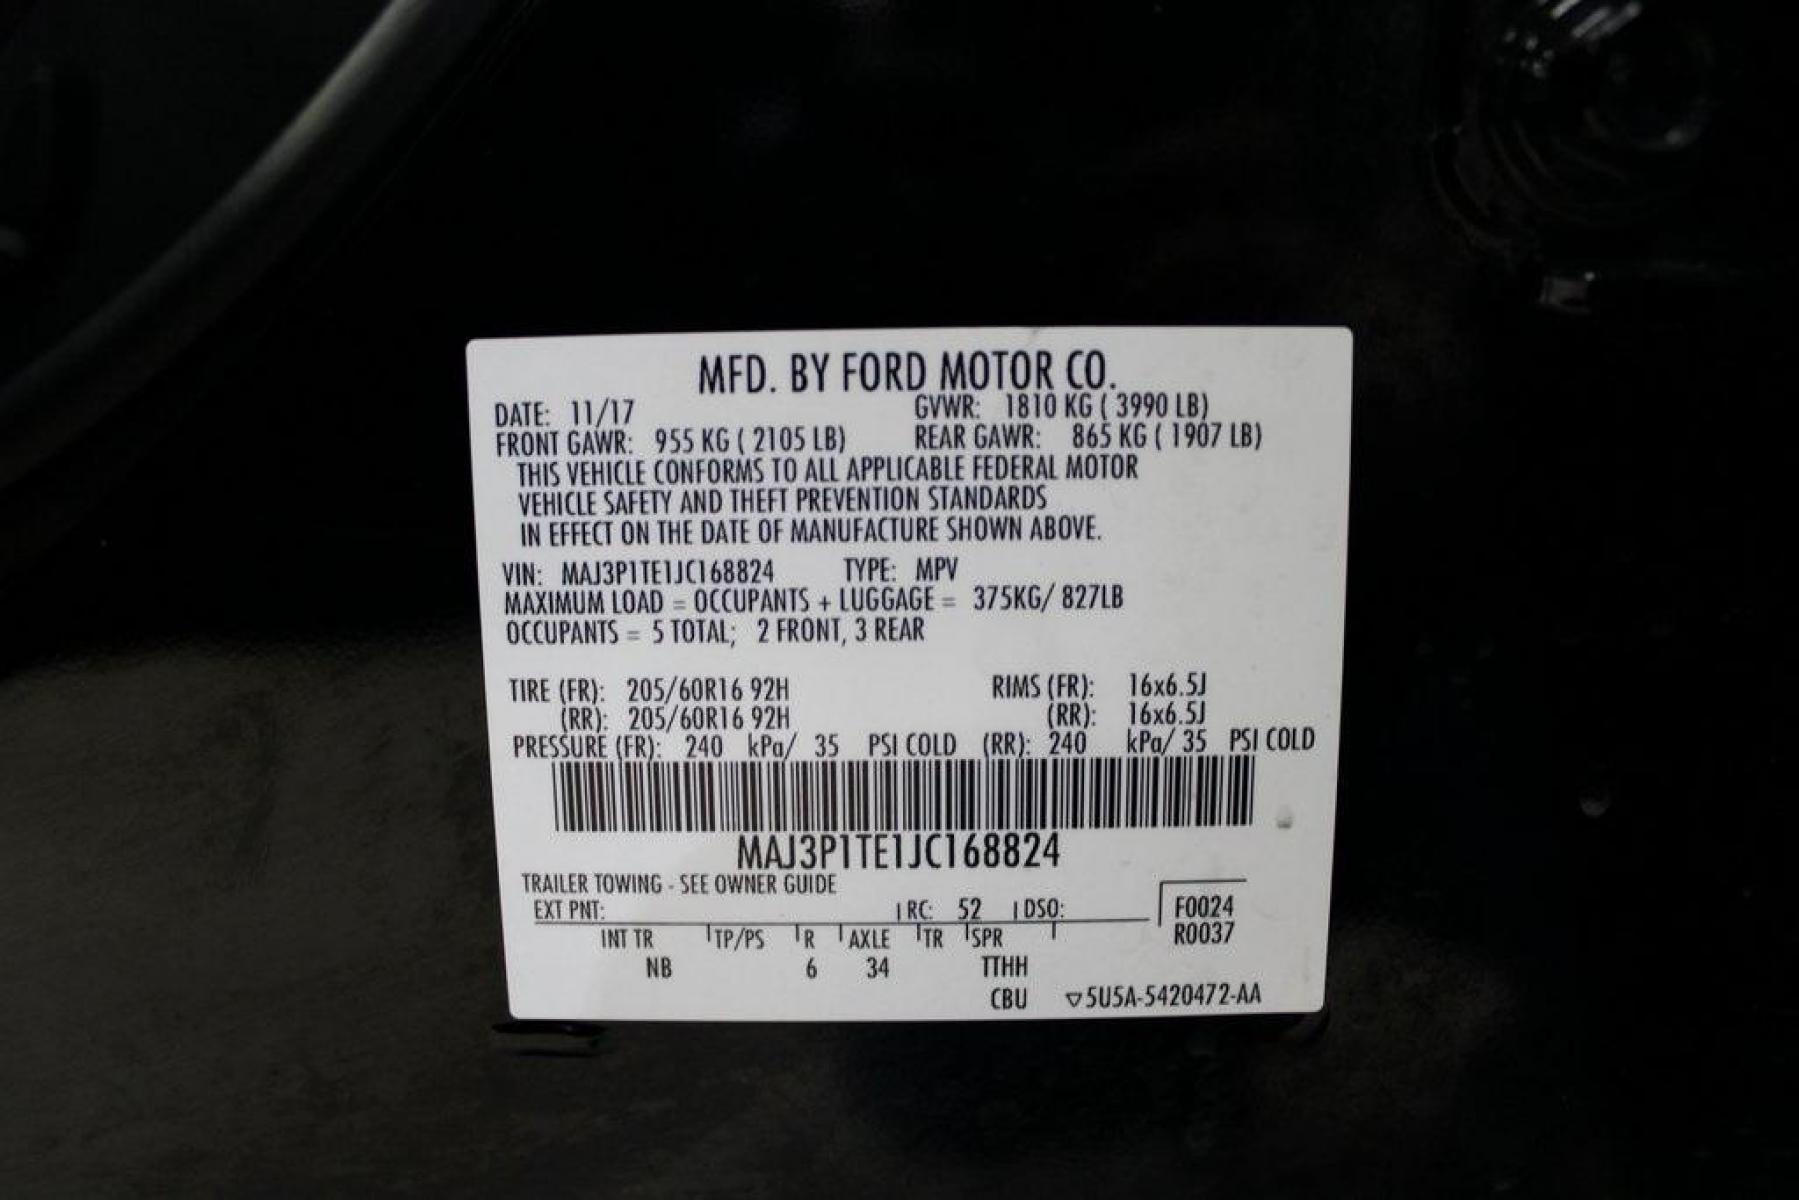 MFD. BY FORD MOTOR CO.
DATE: 11/17 GVWR: 1810 KG ( 3990 LB)
FRONT GAWR: 955 KG ( 2105 LB) REAR GAWR: 865 KG ( 1907 LB)
THIS VEHICLE CONFORMS TO ALL APPLICABLE FEDERAL MOTOR
VEHICLE SAFETY AND THEFT PREVENTION STANDARDS
IN EFFECT ON THE DATE OF MANUFACTURE SHOWN ABOVE.
VIN: MAJ3P1TE1JC168824 TYPE: MPV
MAXIMUM LOAD = OCCUPANTS + LUGGAGE = 375KG/ 827LB
OCCUPANTS = 5 TOTAL; 2 FRONT, 3 REAR
TIRE (FR): 205/60R16 92H RIMS (FR): 16x6.5J
(RR): 205/60R16 92H (RR): 16x6.5J
PRESSURE (FR): 240 kPa/ 35 PSI COLD (RR): 240 kPa/ 35 PSI COLD
MAJ3P1TE1JC168824
TRAILER TOWING - SEE OWNER GUIDE
EXT PNT: RC: 52 DSO: F0024
INT TR TP/PS R AXLE TR SPR R0037
NB 6 34 TTHH
CBU ▽5U5A-5420472-AA